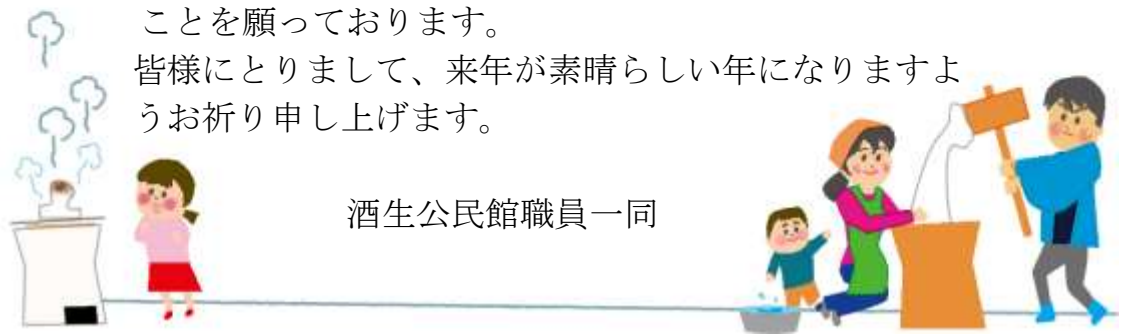 ことを願っております。
皆様にとりまして、来年が素晴らしい年になりますよ
うお祈り申し上げます。
酒生公民館職員一同